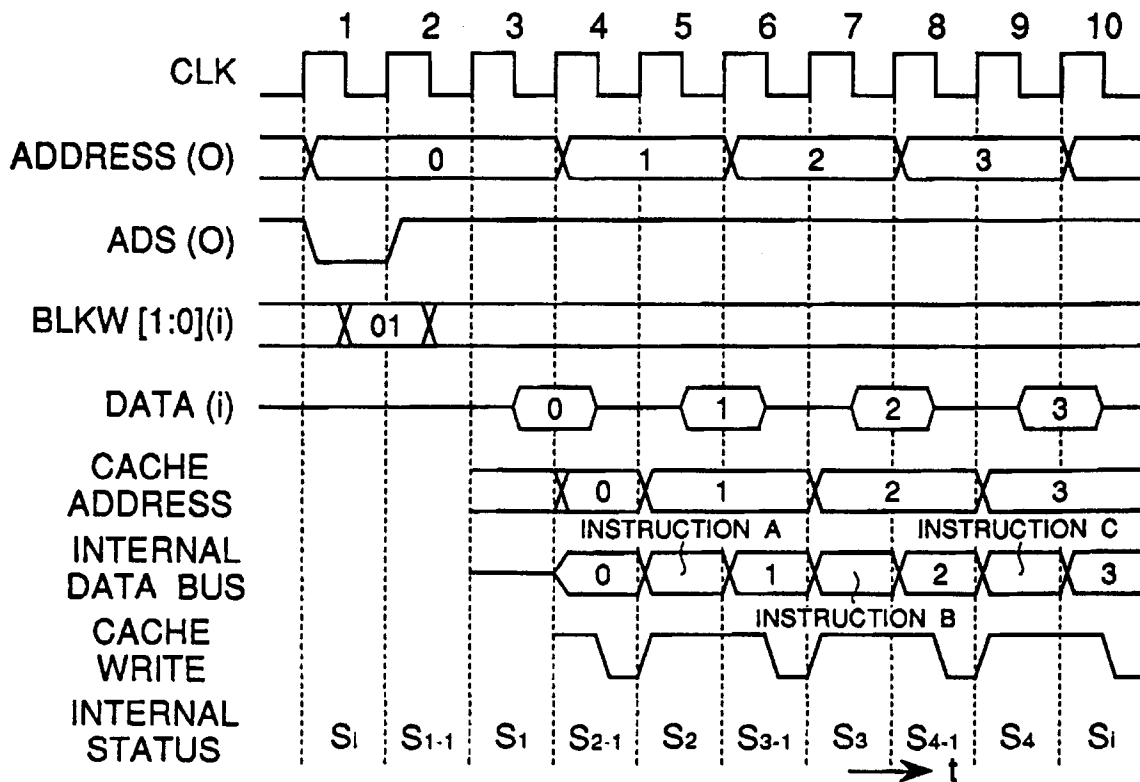 1 2 3 4 5 6 7 8 9 10
CLK
ADDRESS (O) 0 1 2 3
ADS (O)
BLKW [1:0](i) 01
DATA (i) 0 1 2 3
CACHE ADDRESS 0 1 2 3
INSTRUCTION A INSTRUCTION C
INTERNAL DATA BUS 0 1 2 3
INSTRUCTION B
CACHE WRITE
INTERNAL STATUS Si S1-1 S1 S2-1 S2 S3-1 S3 S4-1 S4 Si
t